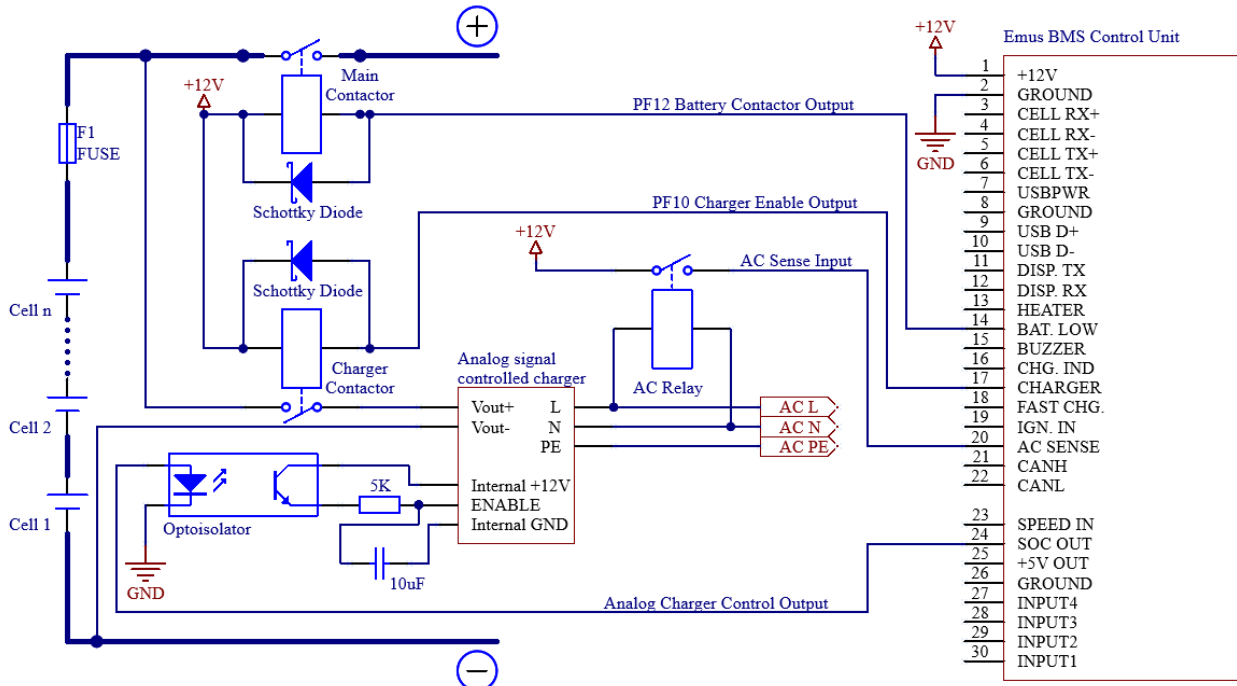 +12V
Main
Contactor
F1
FUSE
Schottky Diode
Schottky Diode
Charger
Contactor
Cell n
Cell 2
Cell 1
PF12 Battery Contactor Output
PF10 Charger Enable Output
+12V
AC Sense Input
AC Relay
Analog signal
controlled charger
Vout+
Vout-
L
N
PE
Internal +12V
ENABLE
Internal GND
AC L
AC N
AC PE
Optoisolator
5K
10uF
GND
Analog Charger Control Output
+12V
GND
Emus BMS Control Unit
1 +12V
2 GROUND
3 CELL RX+
4 CELL RX-
5 CELL TX+
6 CELL TX-
7 USBPWR
8 GROUND
9 USB D+
10 USB D-
11 DISP. TX
12 DISP. RX
13 HEATER
14 BAT. LOW
15 BUZZER
16 CHG. IND
17 CHARGER
18 FAST CHG.
19 IGN. IN
20 AC SENSE
21 CANH
22 CANL
23 SPEED IN
24 SOC OUT
25 +5V OUT
26 GROUND
27 INPUT4
28 INPUT3
29 INPUT2
30 INPUT1